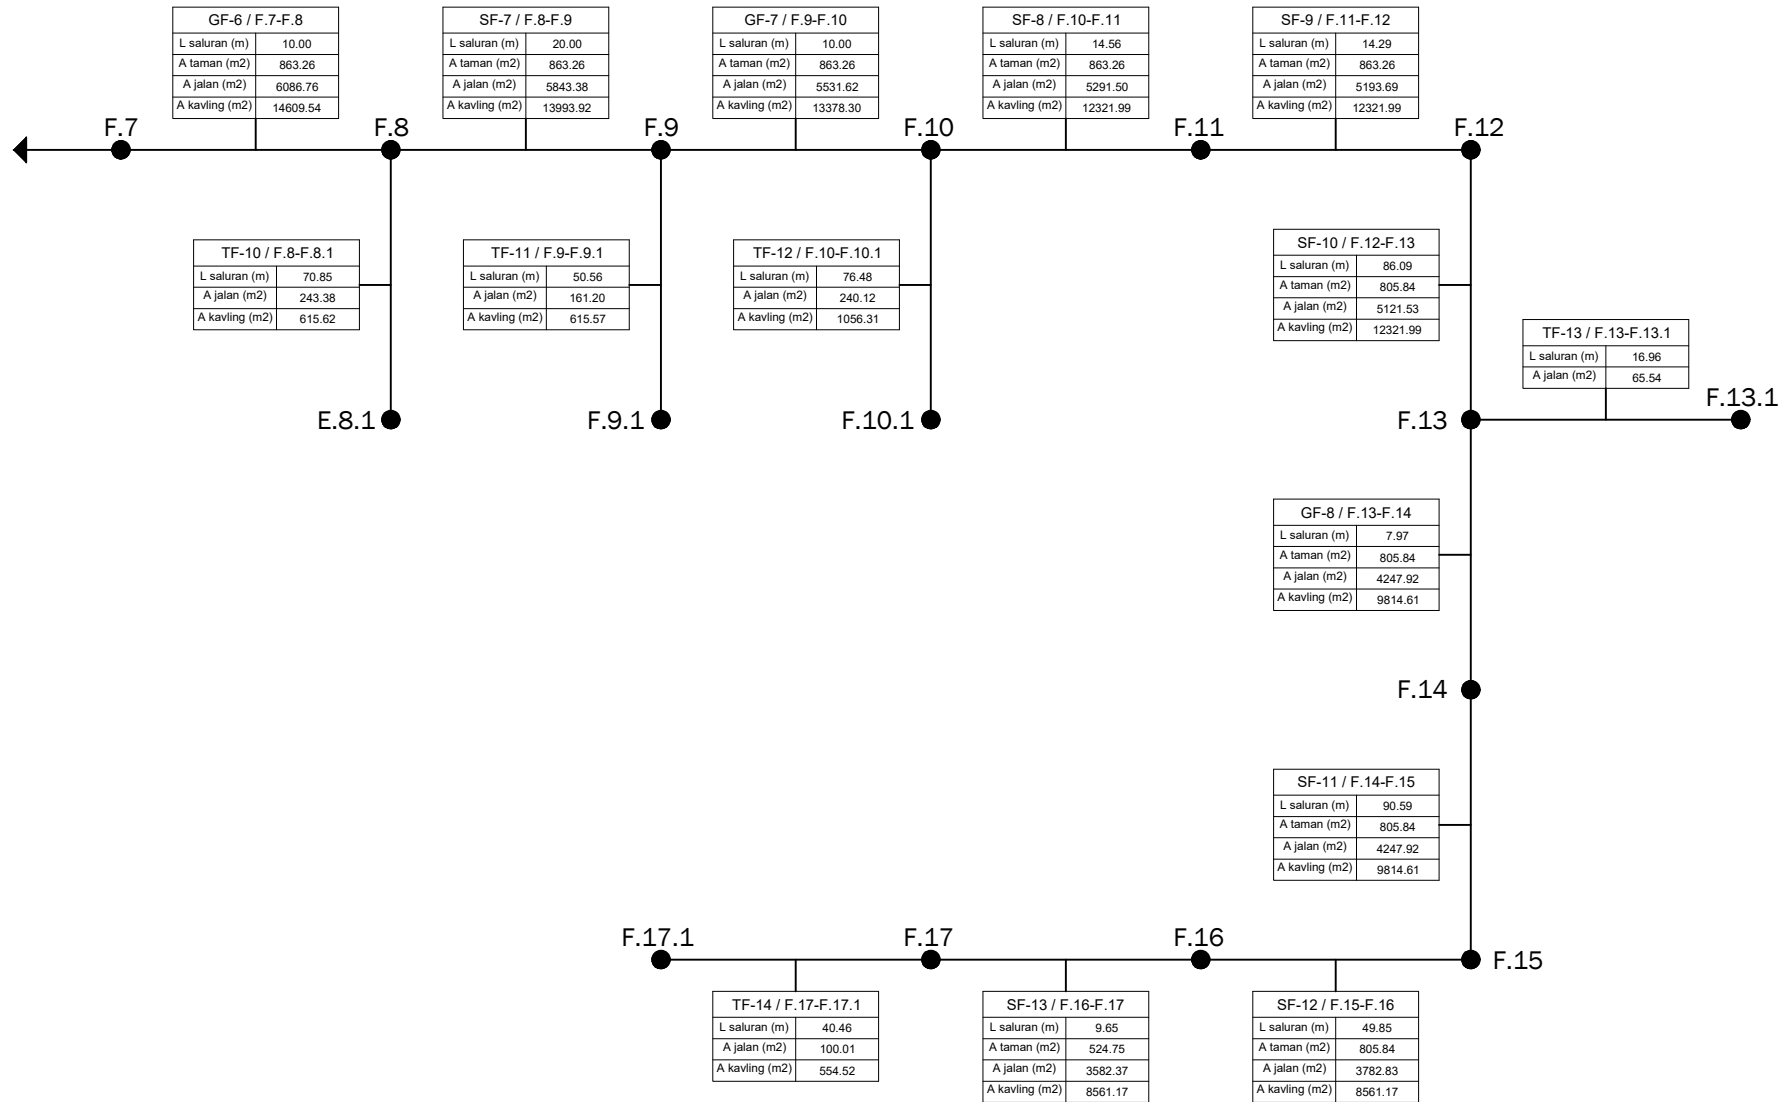 GF-6 / F.7-F.8
L saluran (m) 10.00
A taman (m2) 863.26
A jalan (m2) 6086.76
A kavling (m2) 14609.54
SF-7 / F.8-F.9
L saluran (m) 20.00
A taman (m2) 863.26
A jalan (m2) 5843.38
A kavling (m2) 13993.92
GF-7 / F.9-F.10
L saluran (m) 10.00
A taman (m2) 863.26
A jalan (m2) 5531.62
A kavling (m2) 13378.30
SF-8 / F.10-F.11
L saluran (m) 14.56
A taman (m2) 863.26
A jalan (m2) 5291.50
A kavling (m2) 12321.99
SF-9 / F.11-F.12
L saluran (m) 14.29
A taman (m2) 863.26
A jalan (m2) 5193.69
A kavling (m2) 12321.99
F.7
F.8
F.9
F.10
F.11
F.12
TF-10 / F.8-F.8.1
L saluran (m) 70.85
A jalan (m2) 243.38
A kavling (m2) 615.62
TF-11 / F.9-F.9.1
L saluran (m) 50.56
A jalan (m2) 161.20
A kavling (m2) 615.57
TF-12 / F.10-F.10.1
L saluran (m) 76.48
A jalan (m2) 240.12
A kavling (m2) 1056.31
SF-10 / F.12-F.13
L saluran (m) 86.09
A taman (m2) 805.84
A jalan (m2) 5121.53
A kavling (m2) 12321.99
TF-13 / F.13-F.13.1
L saluran (m) 16.96
A jalan (m2) 65.54
E.8.1
F.9.1
F.10.1
F.13
F.13.1
GF-8 / F.13-F.14
L saluran (m) 7.97
A taman (m2) 805.84
A jalan (m2) 4247.92
A kavling (m2) 9814.61
F.14
SF-11 / F.14-F.15
L saluran (m) 90.59
A taman (m2) 805.84
A jalan (m2) 4247.92
A kavling (m2) 9814.61
F.17.1
F.17
F.16
F.15
TF-14 / F.17-F.17.1
L saluran (m) 40.46
A jalan (m2) 100.01
A kavling (m2) 554.52
SF-13 / F.16-F.17
L saluran (m) 9.65
A taman (m2) 524.75
A jalan (m2) 3582.37
A kavling (m2) 8561.17
SF-12 / F.15-F.16
L saluran (m) 49.85
A taman (m2) 805.84
A jalan (m2) 3782.83
A kavling (m2) 8561.17